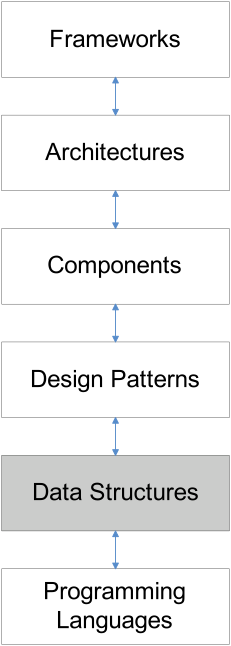 Frameworks
Architectures
Components
Design Patterns
Data Structures
Programming
Languages